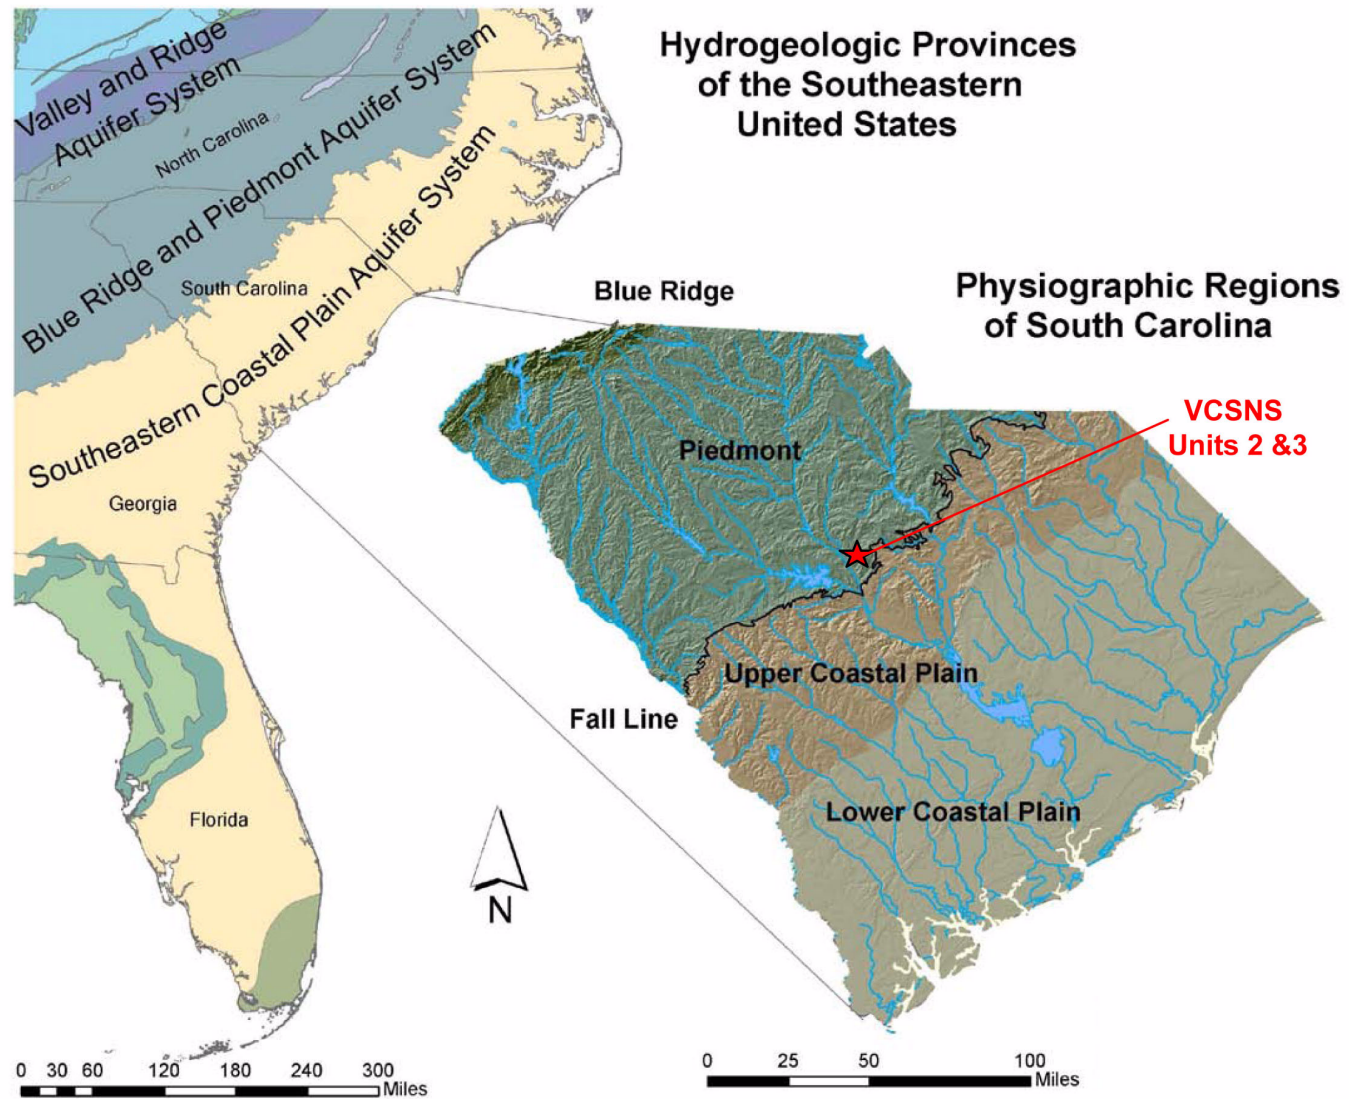 Hydrogeologic Provinces
of the Southeastern
United States
Valley and Ridge
Aquifer System
North Carolina
Blue Ridge and Piedmont Aquifer System
South Carolina
Southeastern Coastal Plain Aquifer System
Georgia
Florida
Physiographic Regions
of South Carolina
Blue Ridge
VCSNS
Units 2 &3
Piedmont
Upper Coastal Plain
Fall Line
Lower Coastal Plain
N
0 30 60 120 180 240 300
Miles
0 25 50 100
Miles